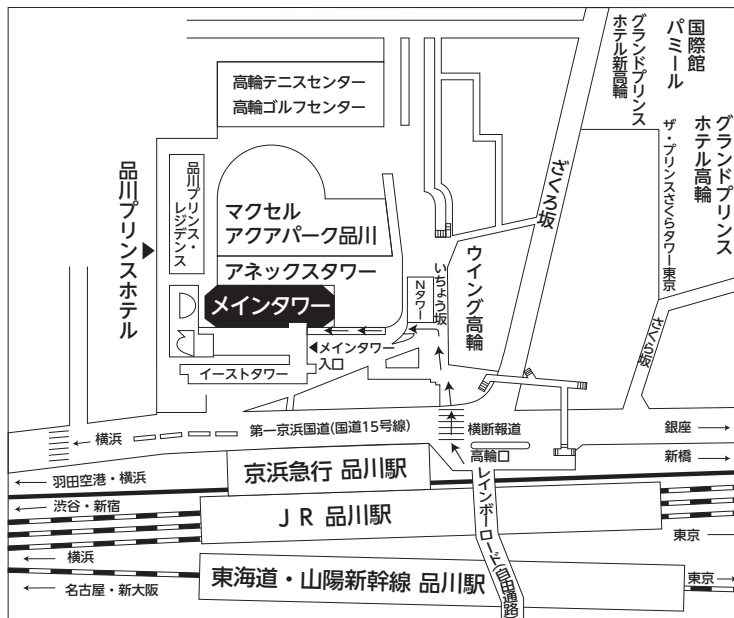 国際館
パミール
グランドプリンス
ホテル新高輪
グランドプリンス
ホテル高輪
ザ・プリンスさくらタワー東京
高輪テニスセンター
高輪ゴルフセンター
ざくろ坂
品川プリンス・
レジデンス
品川プリンスホテル
マクセル
アクアパーク品川
アネックスタワー
メインタワー
Nタワー
いちょう坂
ウイング高輪
さくら坂
メインタワー
入口
イーストタワー
横浜
第一京浜国道(国道15号線)
横断報道
銀座
高輪口
新橋
羽田空港・横浜
京浜急行 品川駅
レインボーロード(自由通路)
渋谷・新宿
JR 品川駅
横浜
東京
名古屋・新大阪
東海道・山陽新幹線 品川駅
東京